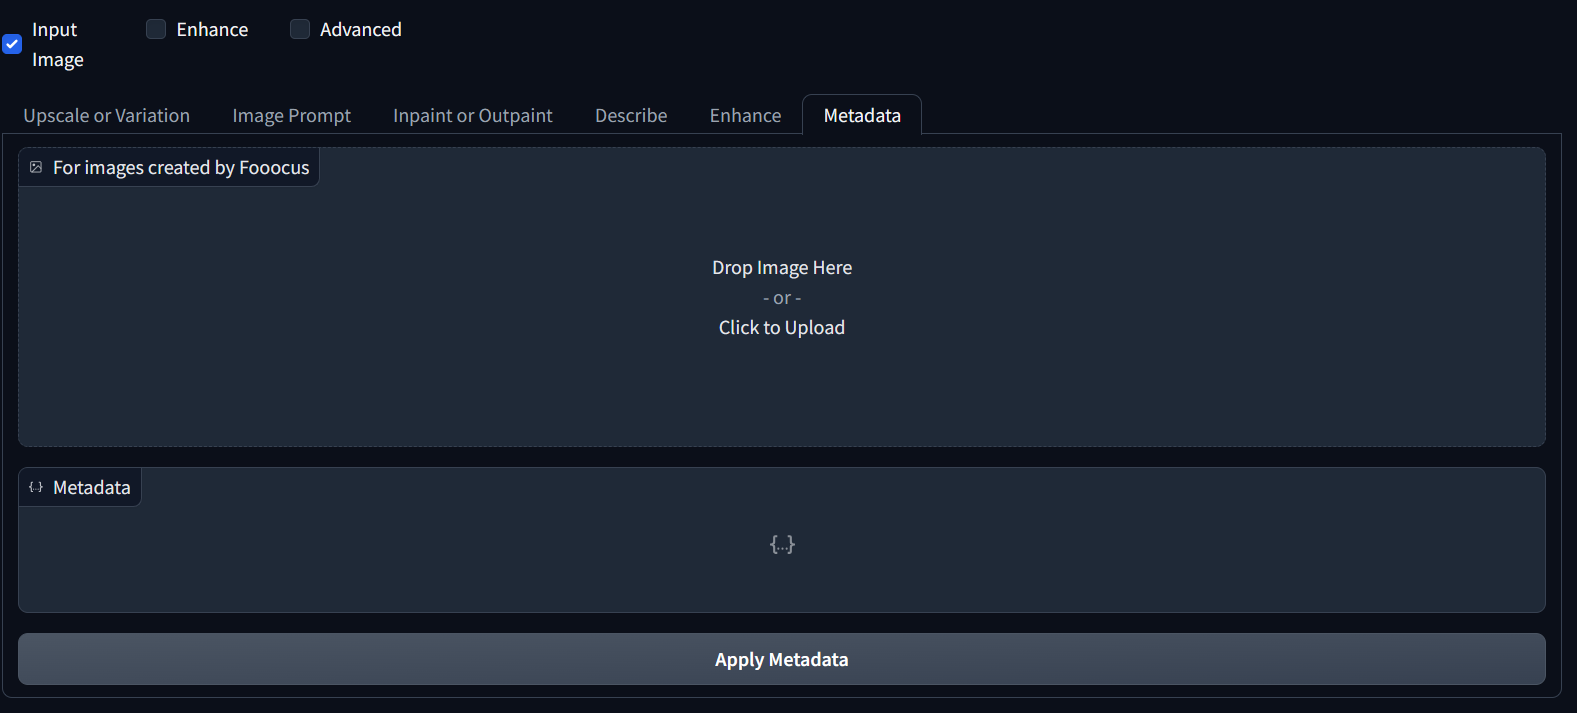 Input Image
Enhance
Advanced
Upscale or Variation
Image Prompt
Inpaint or Outpaint
Describe
Enhance
Metadata
For images created by Fooocus
Drop Image Here
- or -
Click to Upload
{..} Metadata
{...}
Apply Metadata